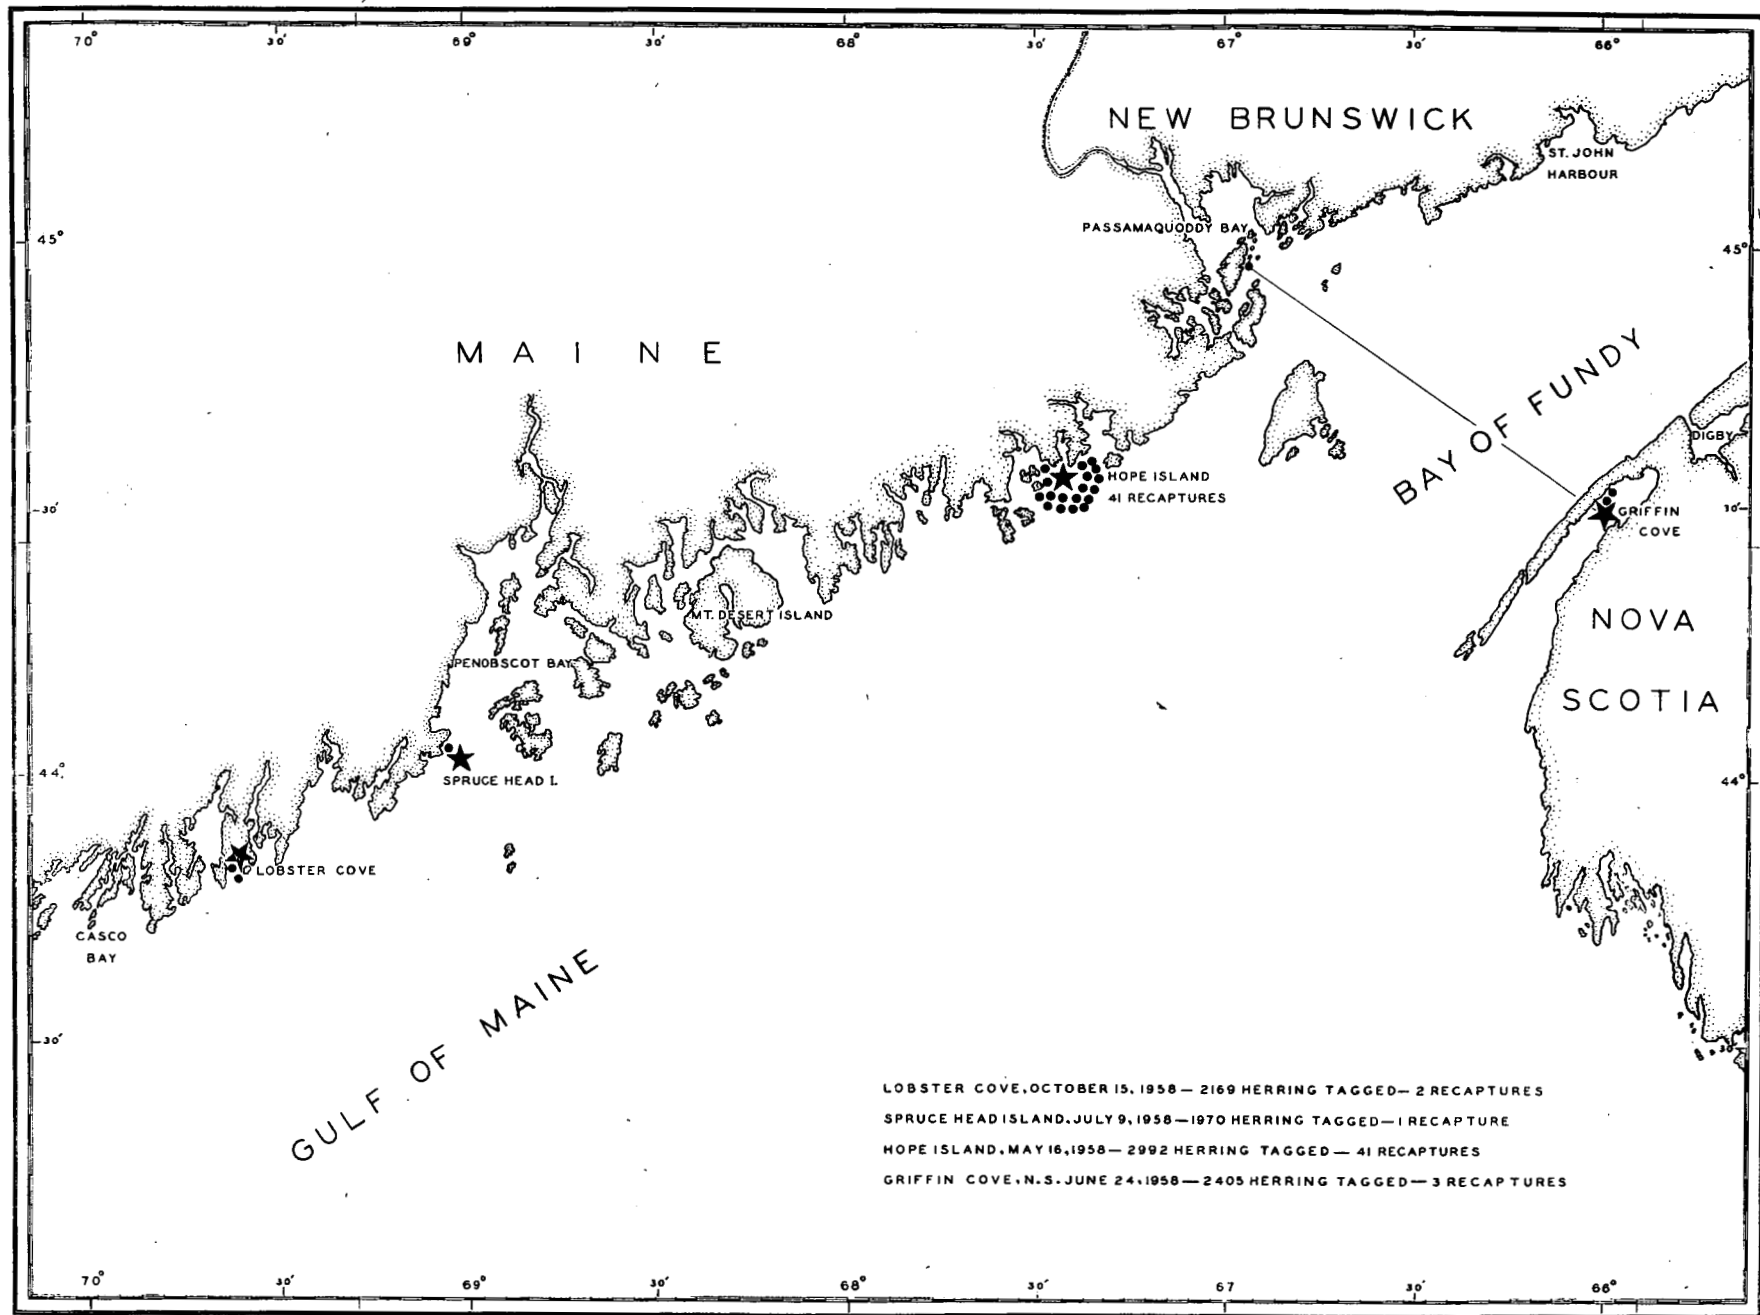 70° 30' 69° 30' 68 30' 67° 30' 66°
NEW BRUNSWICK
ST. JOHN
HARBOUR
PASSAMAQUODDY BAY
45° 45°
MAINE
BAY OF FUNDY
DIGBY
HOPE ISLAND
41 RECAPTURES
30' 30'
GRIFFIN
COVE
MT. DESERT ISLAND
NOVA
SCOTIA
PENOBSCOT BAY
44° 44°
SPRUCE HEAD I.
LOBSTER COVE
CASCO
BAY
GULF OF MAINE
30' 30'
LOBSTER COVE, OCTOBER 15, 1958 — 2169 HERRING TAGGED — 2 RECAPTURES
SPRUCE HEAD ISLAND, JULY 9, 1958 — 1970 HERRING TAGGED — 1 RECAPTURE
HOPE ISLAND, MAY 16, 1958 — 2992 HERRING TAGGED — 41 RECAPTURES
GRIFFIN COVE, N.S. JUNE 24, 1958 — 2405 HERRING TAGGED — 3 RECAPTURES
70° 30' 69° 30' 68° 30' 67 30' 66°